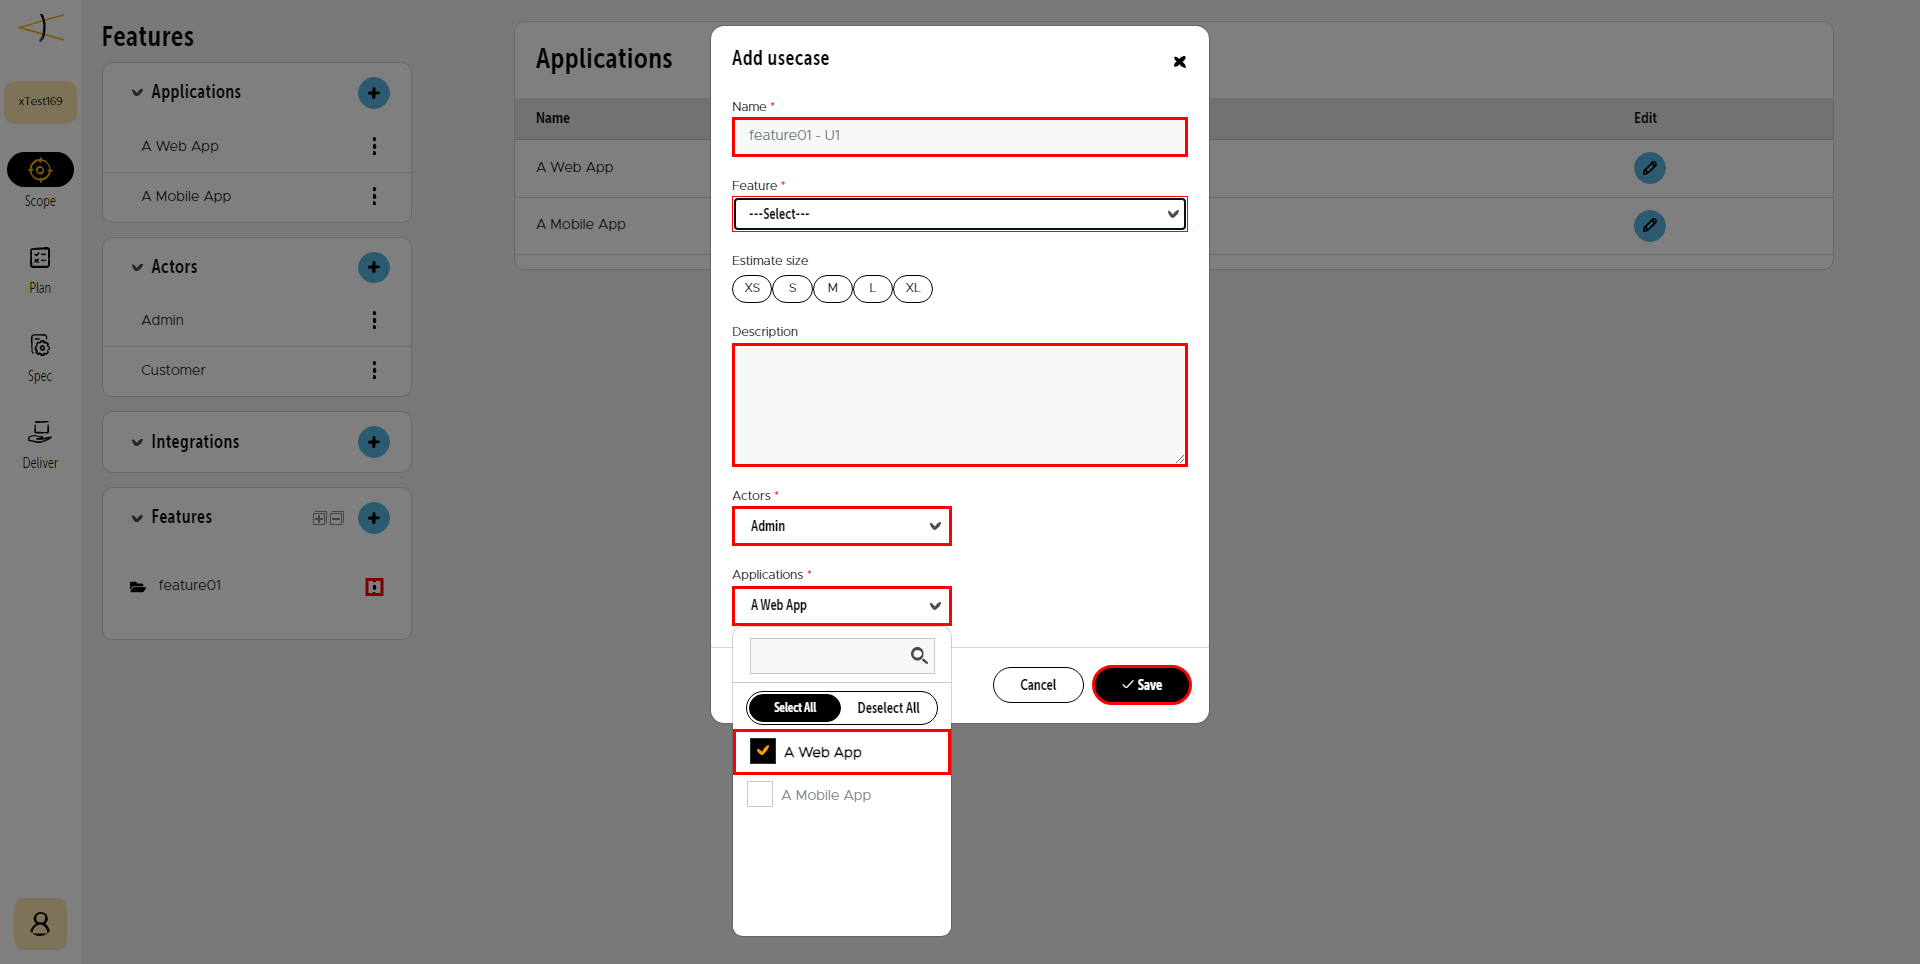 xTest169
Scope
Plan
Spec
Deliver
Features
Applications
A Web App
A Mobile App
Actors
Admin
Customer
Integrations
Features
feature01
Applications
Name
Edit
A Web App
A Mobile App
Add usecase
Name *
feature01 - U1
Feature *
---Select---
Estimate size
XS S M L XL
Description
Actors *
Admin
Applications *
A Web App
Select All Deselect All
A Web App
A Mobile App
Cancel
Save